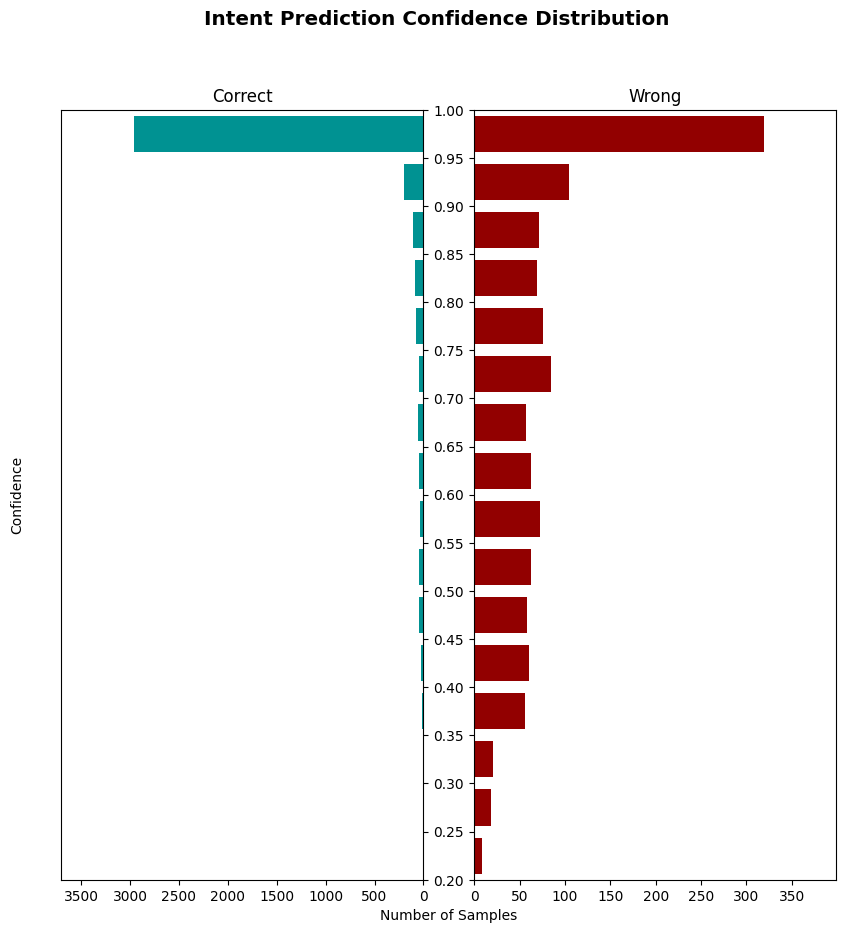 Intent Prediction Confidence Distribution
Correct
Wrong
1.00
0.95
0.90
0.85
0.80
0.75
0.70
0.65
0.60
0.55
0.50
0.45
0.40
0.35
0.30
0.25
0.20
Confidence
3500 3000 2500 2000 1500 1000 500 0
0 50 100 150 200 250 300 350
Number of Samples